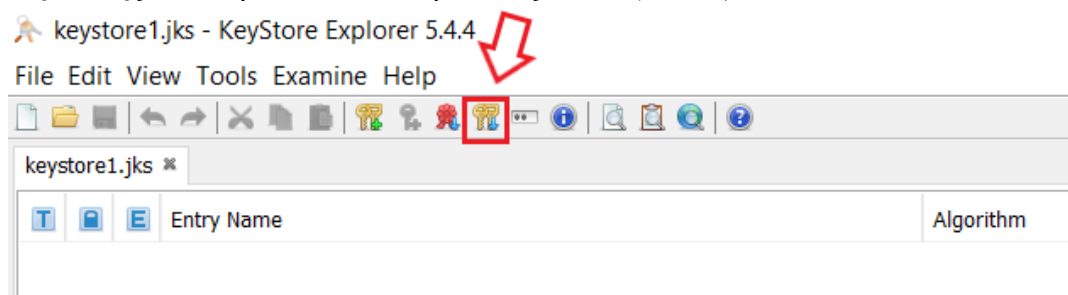 keystore1.jks - KeyStore Explorer 5.4.4
File Edit View Tools Examine Help
keystore1.jks
T E Entry Name Algorithm